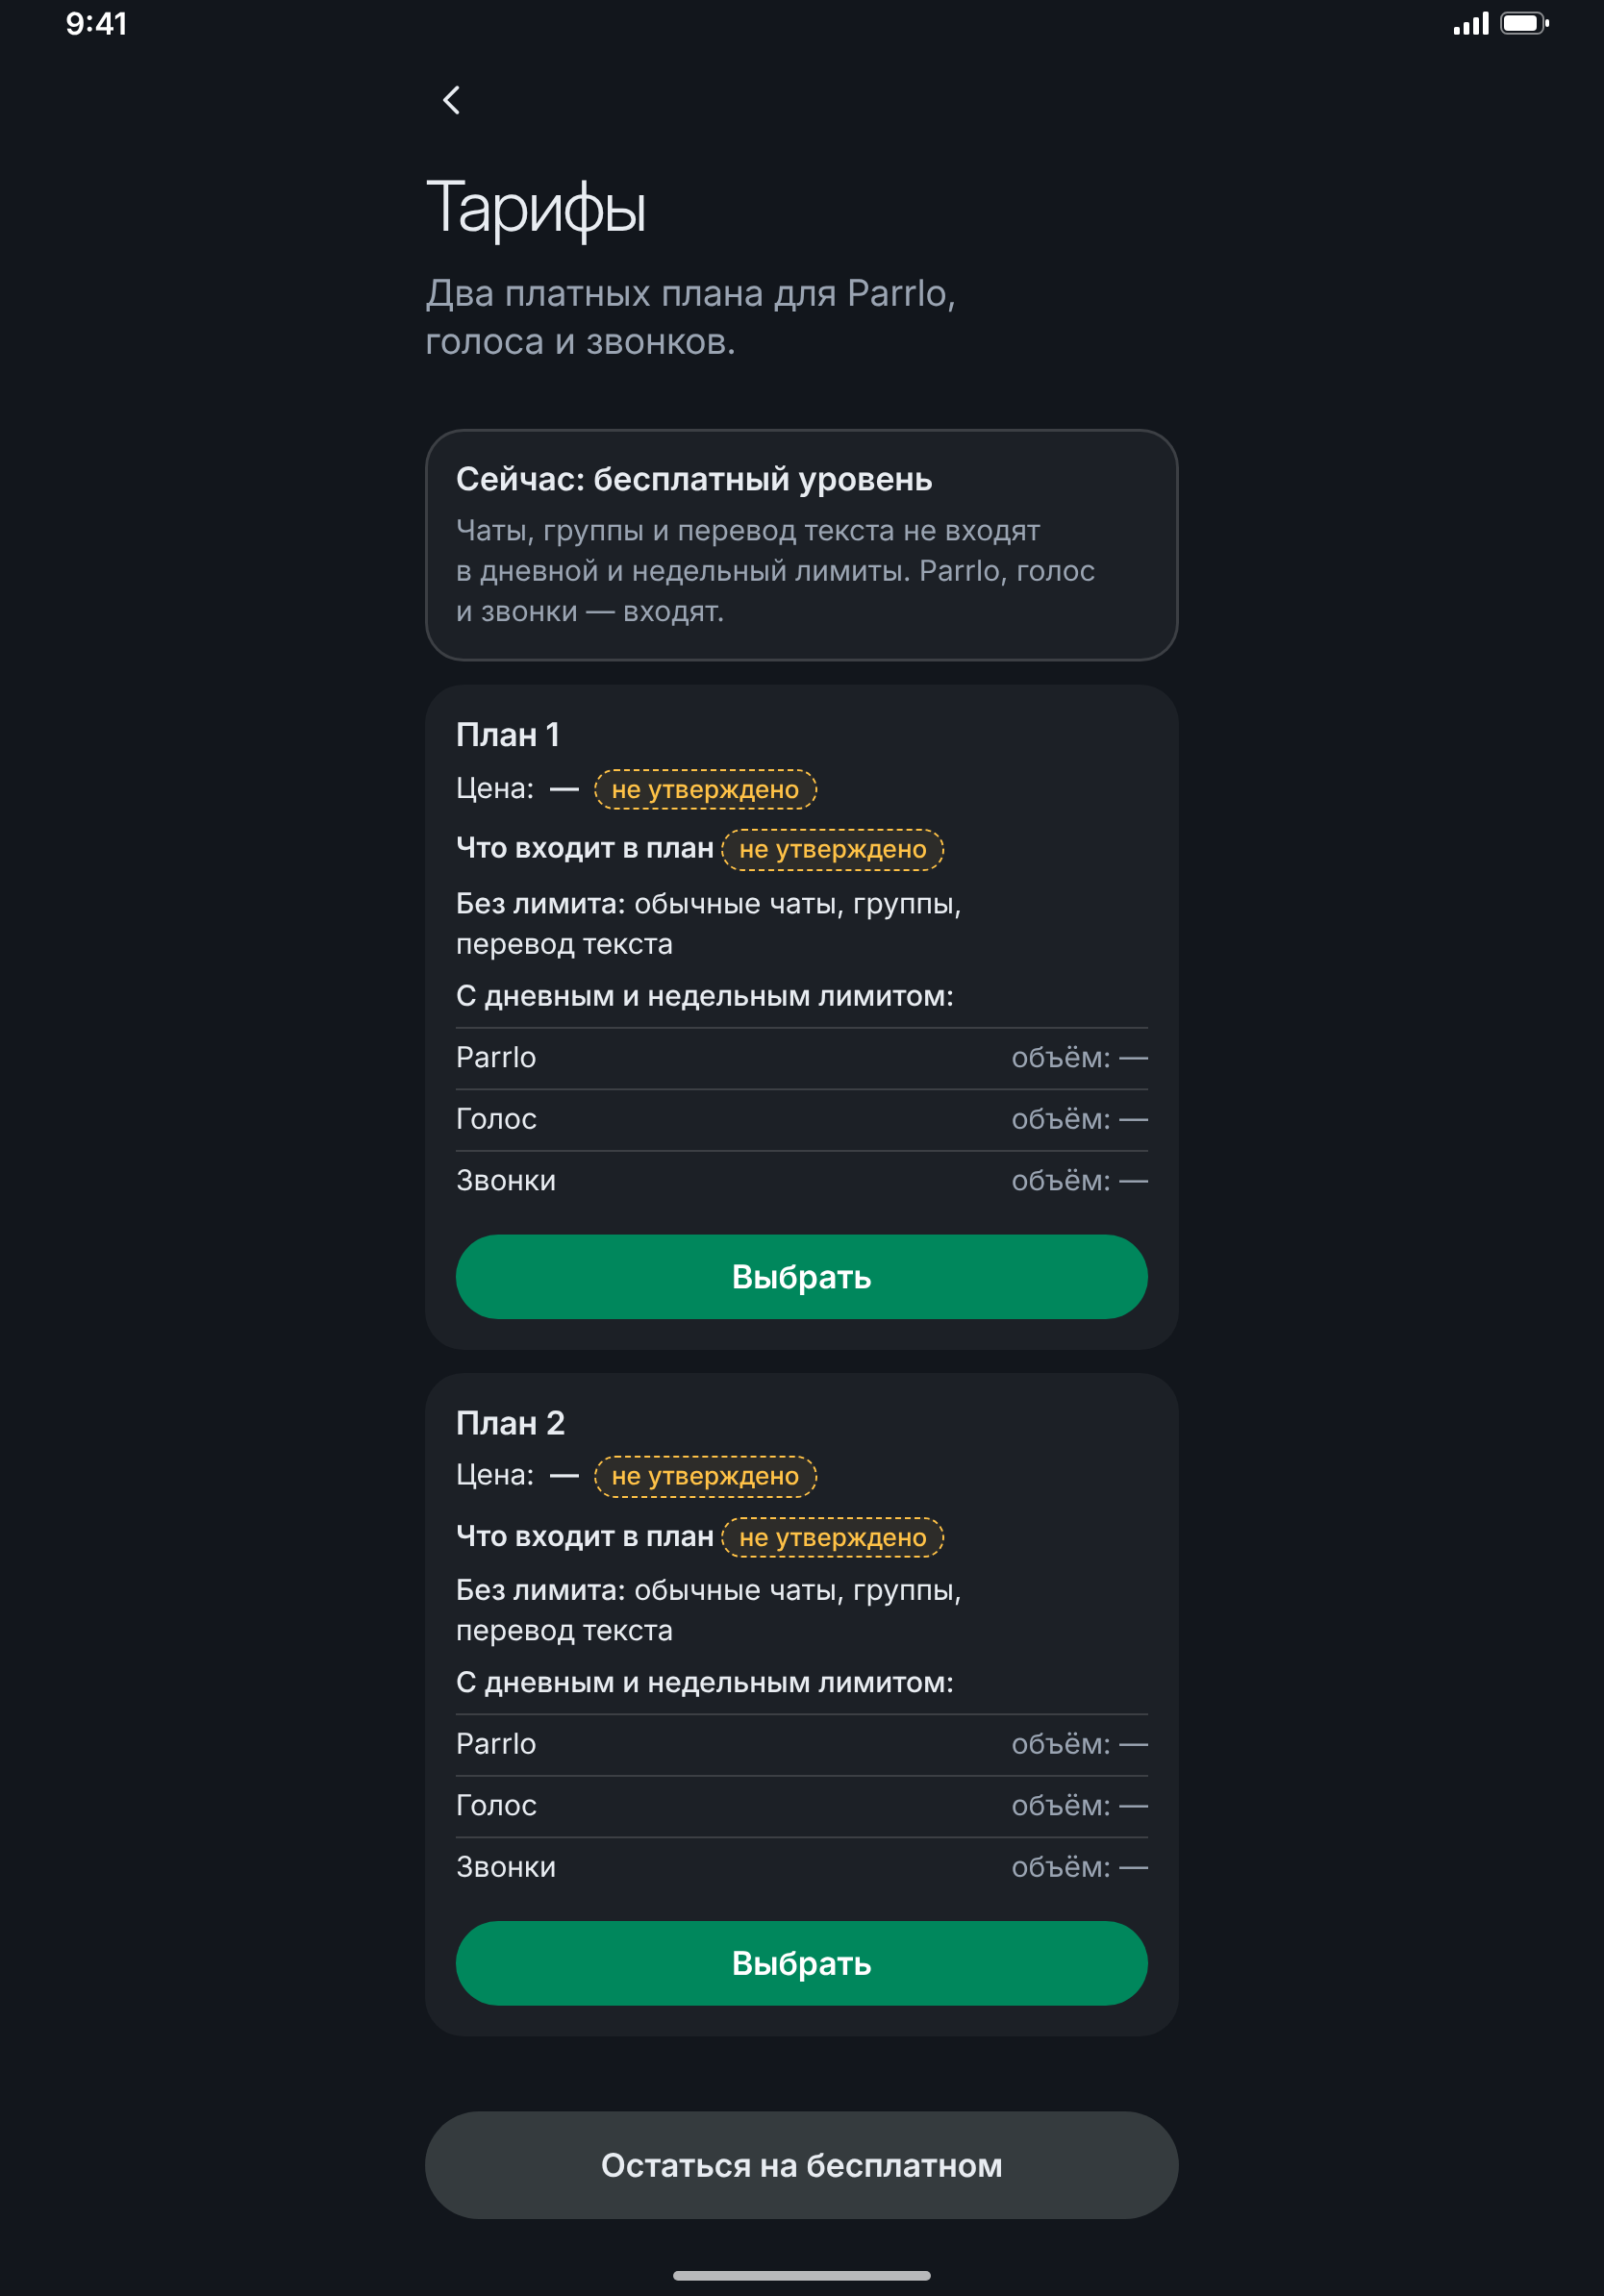 9:41
Тарифы
Два платных плана для Parrlo,
голоса и звонков.
Сейчас: бесплатный уровень
Чаты, группы и перевод текста не входят
в дневной и недельный лимиты. Parrlo, голос
и звонки — входят.
План 1
Цена: — не утверждено
Что входит в план не утверждено
Без лимита: обычные чаты, группы,
перевод текста
С дневным и недельным лимитом:
Parrlo объём: —
Голос объём: —
Звонки объём: —
Выбрать
План 2
Цена: — не утверждено
Что входит в план не утверждено
Без лимита: обычные чаты, группы,
перевод текста
С дневным и недельным лимитом:
Parrlo объём: —
Голос объём: —
Звонки объём: —
Выбрать
Остаться на бесплатном